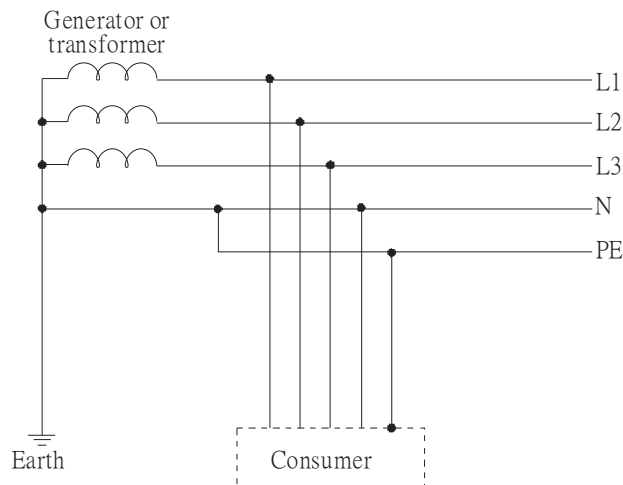 Generator or
transformer
L1
L2
L3
N
PE
Earth
Consumer